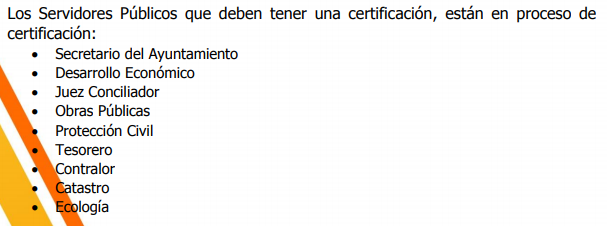 Los Servidores Públicos que deben tener una certificación, están en proceso de
certificación:
• Secretario del Ayuntamiento
• Desarrollo Económico
• Juez Conciliador
• Obras Públicas
• Protección Civil
• Tesorero
• Contralor
• Catastro
• Ecología